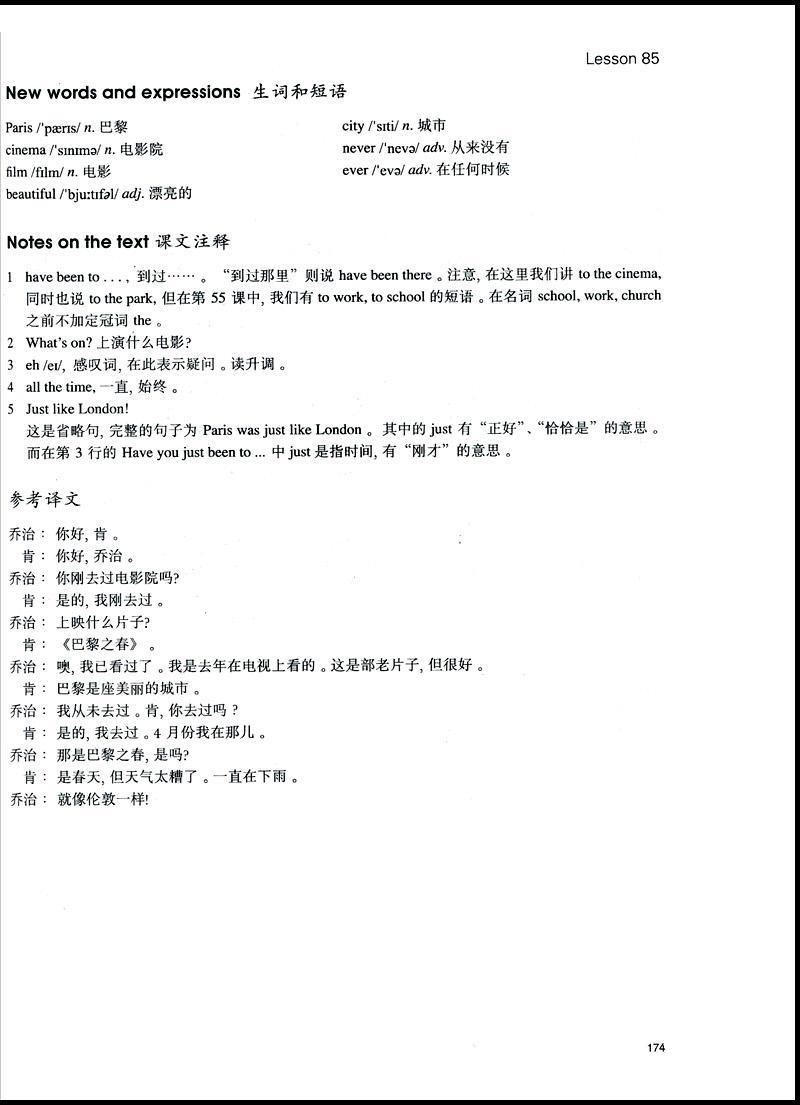 Lesson 85
New words and expressions 生词和短语
Paris /'pærɪs/ n. 巴黎
cinema /'sɪnɪmə/ n. 电影院
film /fɪlm/ n. 电影
beautiful /'bju:tɪfəl/ adj. 漂亮的
city /'sɪti/ n. 城市
never /'nevə/ adv. 从来没有
ever /'evə/ adv. 在任何时候
Notes on the text 课文注释
1 have been to . . . , 到过…… 。 “到过那里” 则说 have been there 。注意, 在这里我们讲 to the cinema,
同时也说 to the park, 但在第 55 课中, 我们有 to work, to school 的短语 。在名词 school, work, church
之前不加定冠词 the 。
2 What's on? 上演什么电影?
3 eh /eɪ/, 感叹词, 在此表示疑问 。读升调 。
4 all the time, 一直, 始终 。
5 Just like London!
这是省略句, 完整的句子为 Paris was just like London 。 其中的 just 有 “正好”、“恰恰是” 的意思 。
而在第 3 行的 Have you just been to ... 中 just 是指时间, 有 “刚才” 的意思 。
参考译文
乔治： 你好, 肯 。
肯： 你好, 乔治 。
乔治： 你刚去过电影院吗?
肯： 是的, 我刚去过 。
乔治： 上映什么片子?
肯： 《巴黎之春》 。
乔治： 噢, 我已看过了 。我是去年在电视上看的 。这是部老片子, 但很好 。
肯： 巴黎是座美丽的城市 。
乔治： 我从未去过 。肯, 你去过吗 ?
肯： 是的, 我去过 。4 月份我在那儿 。
乔治： 那是巴黎之春, 是吗?
肯： 是春天, 但天气太糟了 。一直在下雨 。
乔治： 就像伦敦一样!
174